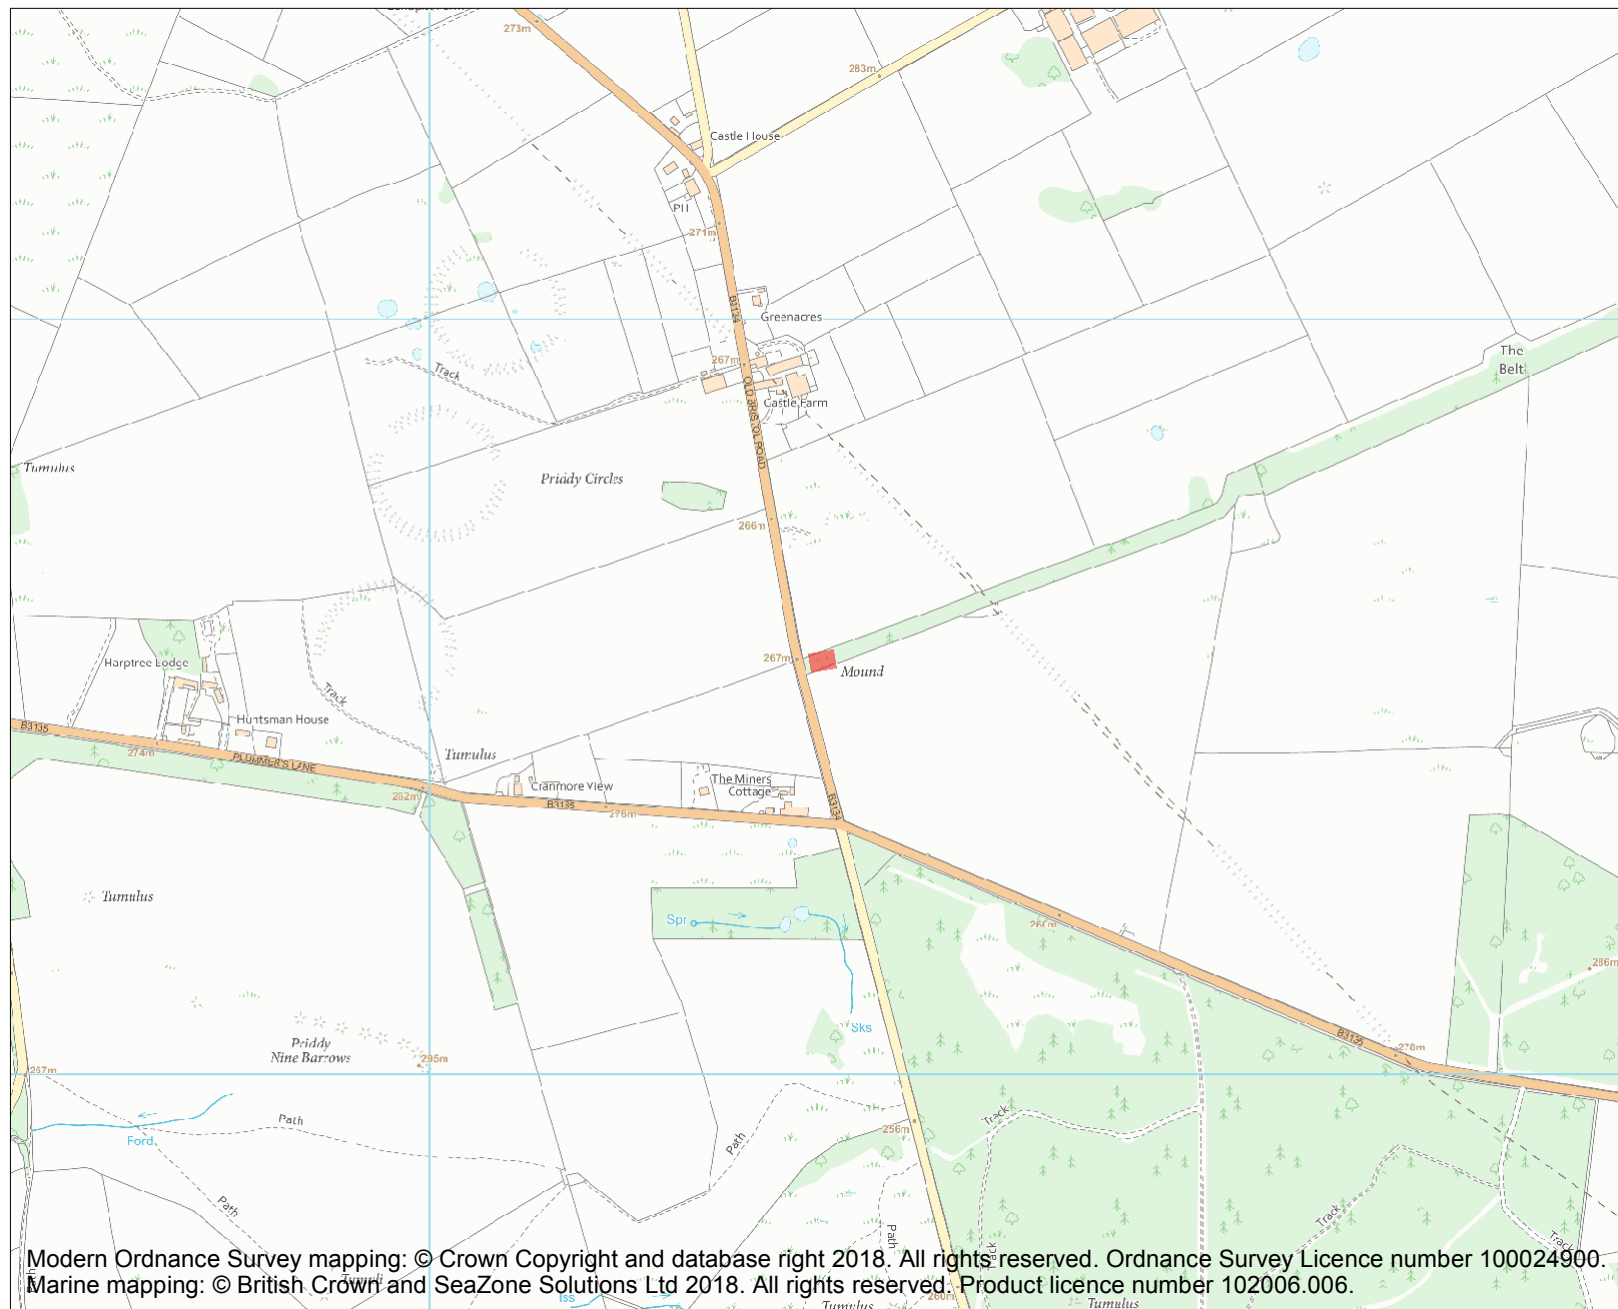 273m
283m
Castle House
PH
271m
B3134
Greenacres
267m
Track
OLD BRISTOL ROAD
Castle Farm
The
Belt
Tumulus
Priddy Circles
266m
267m
Mound
Harptree Lodge
Track
Huntsman House
B3135
274m
PLUMMER'S LANE
Tumulus
282m
Cranmore View
B3135
276m
The Miners
Cottage
B3134
Tumulus
Spr
Sks
286m
Priddy
Nine Barrows
295m
267m
B3135
278m
Ford
Path
Path
Path
256m
Track
Track
Path
Track
Track
Path
Modern Ordnance Survey mapping: © Crown Copyright and database right 2018. All rights reserved. Ordnance Survey Licence number 100024900.
Marine mapping: © British Crown and SeaZone Solutions Ltd 2018. All rights reserved. Product licence number 102006.006.
Tumuli
Iss
Tumulus
260m
Tumulus